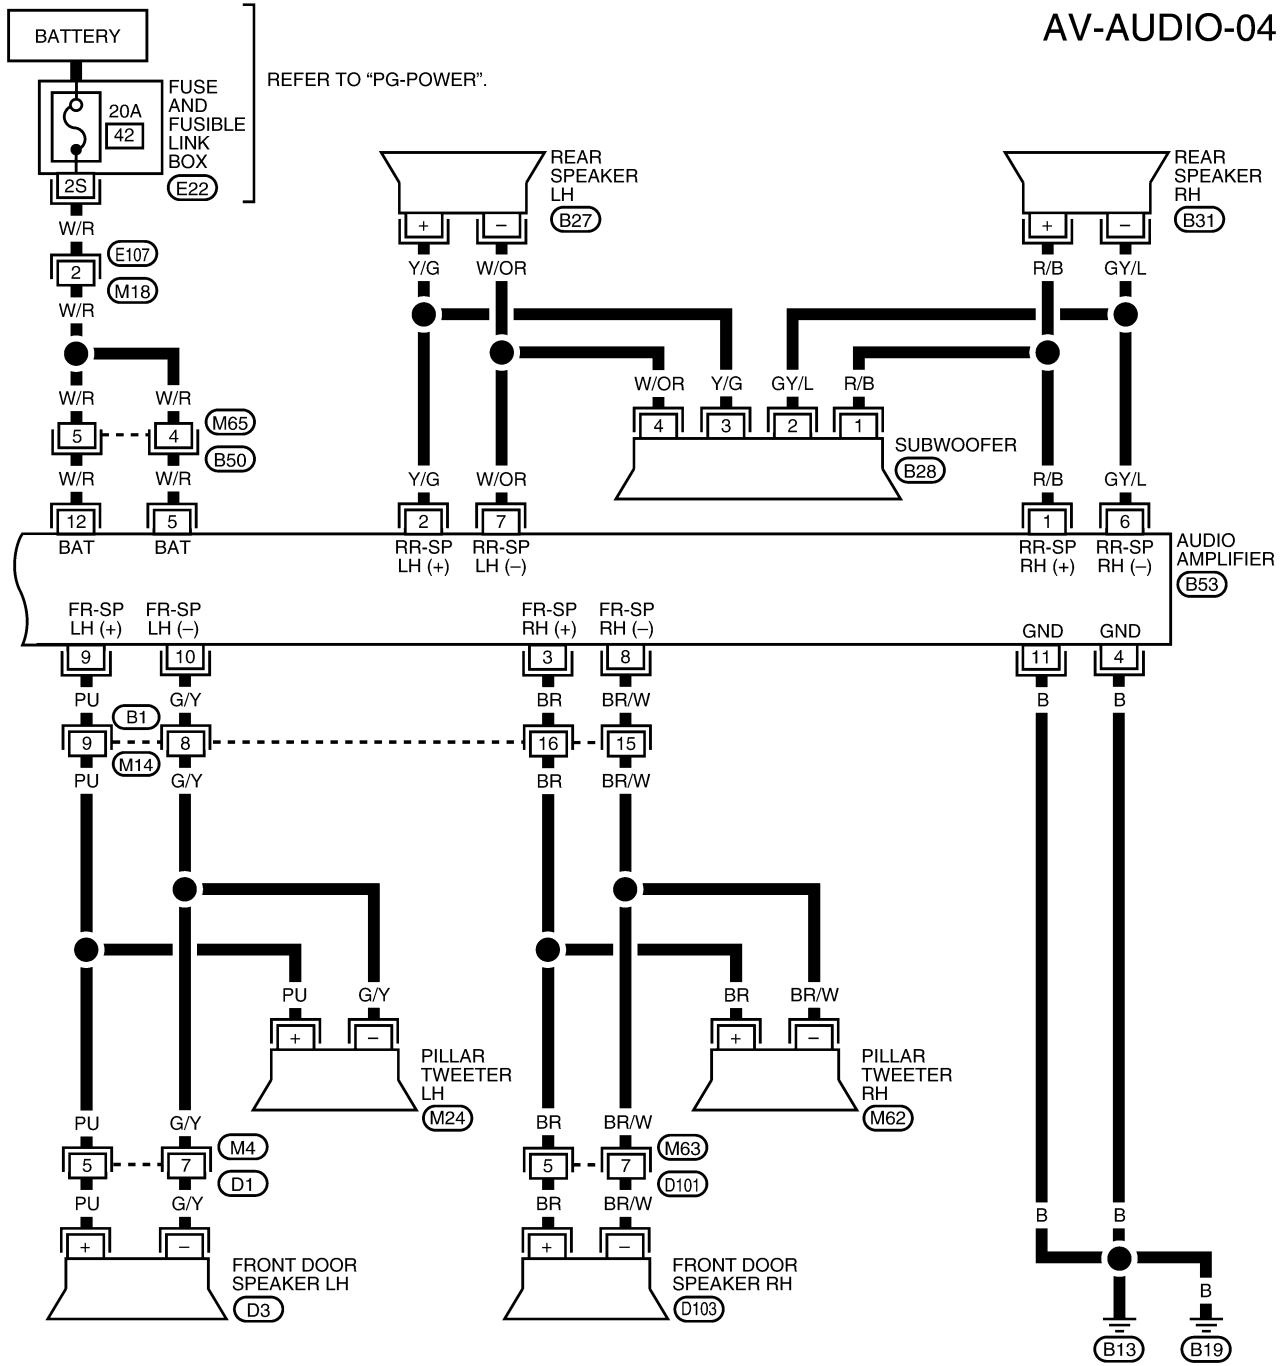 AV-AUDIO-04
BATTERY
REFER TO “PG-POWER”.
20A
42
FUSE
AND
FUSIBLE
LINK
BOX
E22
2S
W/R
2
E107
M18
W/R
W/R
W/R
5
4
M65
B50
W/R
W/R
12
5
REAR
SPEAKER
LH
B27
+
−
Y/G
W/OR
Y/G
W/OR
2
7
REAR
SPEAKER
RH
B31
+
−
R/B
GY/L
W/OR
Y/G
GY/L
R/B
4
3
2
1
SUBWOOFER
B28
R/B
GY/L
1
6
BAT
BAT
RR-SP
LH (+)
RR-SP
LH (−)
RR-SP
RH (+)
RR-SP
RH (−)
AUDIO
AMPLIFIER
B53
FR-SP
LH (+)
FR-SP
LH (−)
FR-SP
RH (+)
FR-SP
RH (−)
GND
GND
9
10
3
8
11
4
PU
G/Y
BR
BR/W
B
B
B1
M14
9
8
16
15
PU
G/Y
BR
BR/W
PU
G/Y
+
−
PILLAR
TWEETER
LH
M24
BR
BR/W
+
−
PILLAR
TWEETER
RH
M62
PU
G/Y
5
7
M4
D1
PU
G/Y
+
−
FRONT DOOR
SPEAKER LH
D3
BR
BR/W
5
7
M63
D101
BR
BR/W
+
−
FRONT DOOR
SPEAKER RH
D103
B
B
B
B13
B19